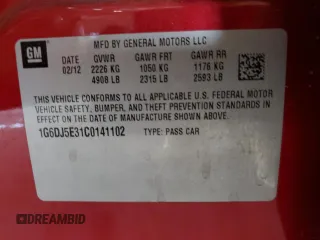 GM
MFD BY GENERAL MOTORS LLC
DATE GVWR GAWR FRT GAWR RR
02/12 2226 KG 1050 KG 1176 KG
4908 LB 2315 LB 2593 LB
THIS VEHICLE CONFORMS TO ALL APPLICABLE U.S. FEDERAL MOTOR
VEHICLE SAFETY, BUMPER, AND THEFT PREVENTION STANDARDS IN
EFFECT ON THE DATE OF MANUFACTURE SHOWN ABOVE.
1G6DJ5E31C0141102 TYPE: PASS CAR